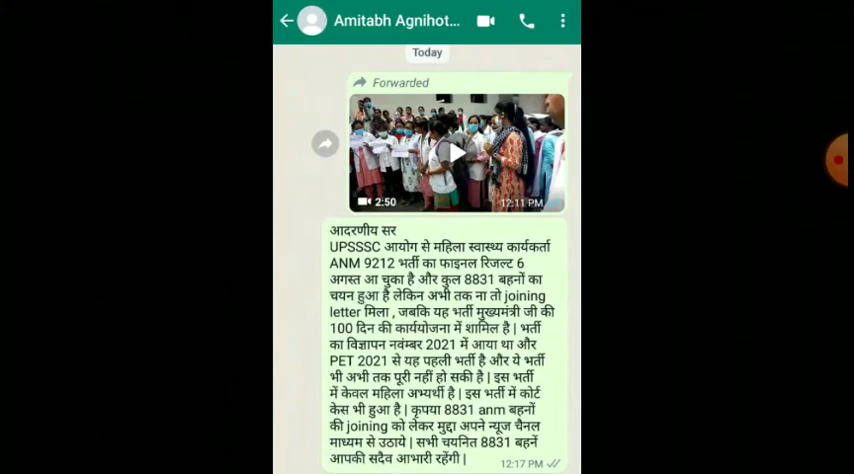 Amitabh Agnihot...
Today
Forwarded
2:50
12:11 PM
आदरणीय सर
UPSSSC आयोग से महिला स्वास्थ्य कार्यकर्ता
ANM 9212 भर्ती का फाइनल रिजल्ट 6
अगस्त आ चुका है और कुल 8831 बहनों का
चयन हुआ है लेकिन अभी तक ना तो joining
letter मिला , जबकि यह भर्ती मुख्यमंत्री जी की
100 दिन की कार्ययोजना में शामिल है | भर्ती
का विज्ञापन नवंम्बर 2021 में आया था और
PET 2021 से यह पहली भर्ती है और ये भर्ती
भी अभी तक पूरी नहीं हो सकी है | इस भर्ती
में केवल महिला अभ्यर्थी है | इस भर्ती में कोर्ट
केस भी हुआ है | कृपया 8831 anm बहनों
की joining को लेकर मुद्दा अपने न्यूज चैनल
माध्यम से उठाये | सभी चयनित 8831 बहनें
आपकी सदैव आभारी रहेंगी |
12:17 PM